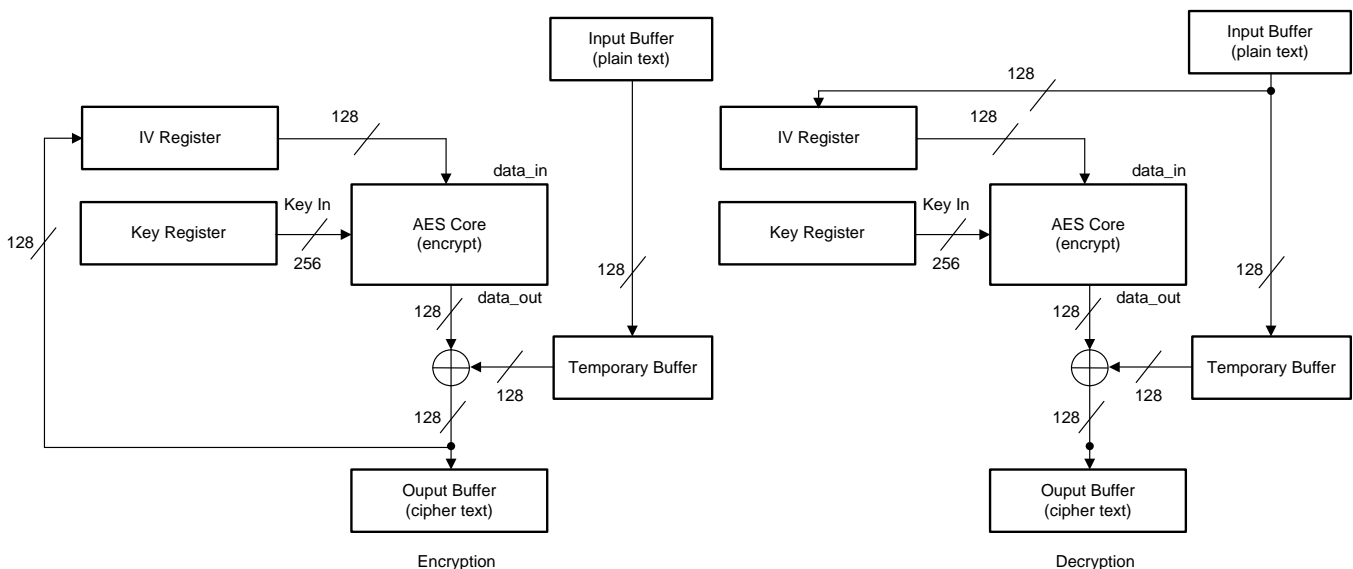 Input Buffer
(plain text)
128
IV Register
128
data_in
Key Register
Key In
256
AES Core
(encrypt)
128
128
data_out
128
Temporary Buffer
128
128
Ouput Buffer
(cipher text)
Encryption
Input Buffer
(plain text)
128
IV Register
128
data_in
Key Register
Key In
256
AES Core
(encrypt)
128
data_out
128
Temporary Buffer
128
128
Ouput Buffer
(cipher text)
Decryption